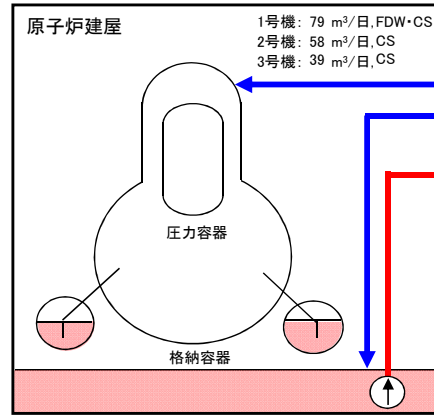 原子炉建屋
1号機: 79 m³/日,FDW・CS
2号機: 58 m³/日,CS
3号機: 39 m³/日,CS
圧力容器
格納容器